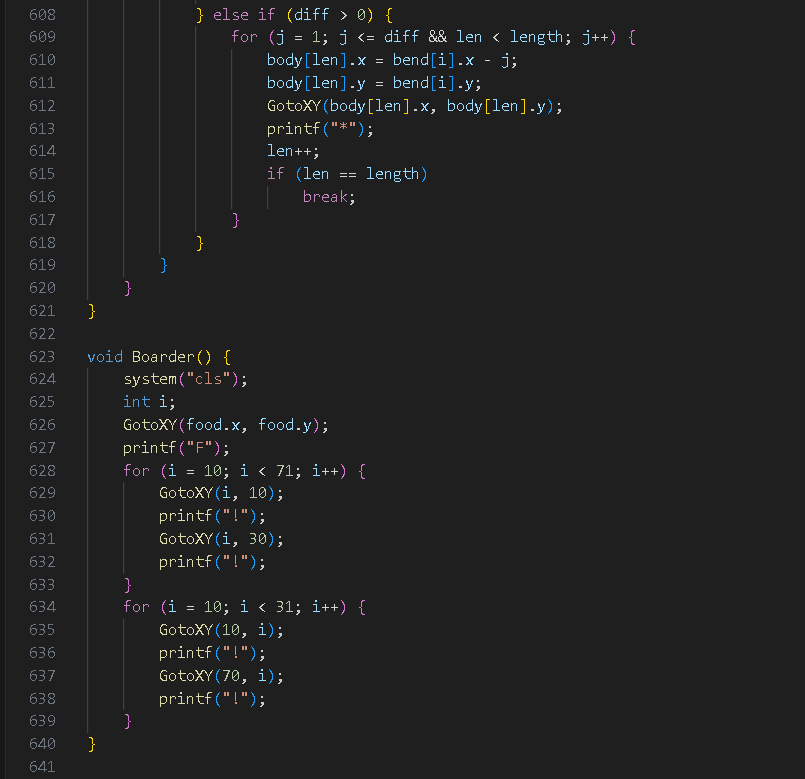 608 } else if (diff > 0) {
609 for (j = 1; j <= diff && len < length; j++) {
610 body[len].x = bend[i].x - j;
611 body[len].y = bend[i].y;
612 GotoXY(body[len].x, body[len].y);
613 printf("*");
614 len++;
615 if (len == length)
616 break;
617 }
618 }
619 }
620 }
621 }
622
623 void Boarder() {
624 system("cls");
625 int i;
626 GotoXY(food.x, food.y);
627 printf("F");
628 for (i = 10; i < 71; i++) {
629 GotoXY(i, 10);
630 printf("!");
631 GotoXY(i, 30);
632 printf("!");
633 }
634 for (i = 10; i < 31; i++) {
635 GotoXY(10, i);
636 printf("!");
637 GotoXY(70, i);
638 printf("!");
639 }
640 }
641